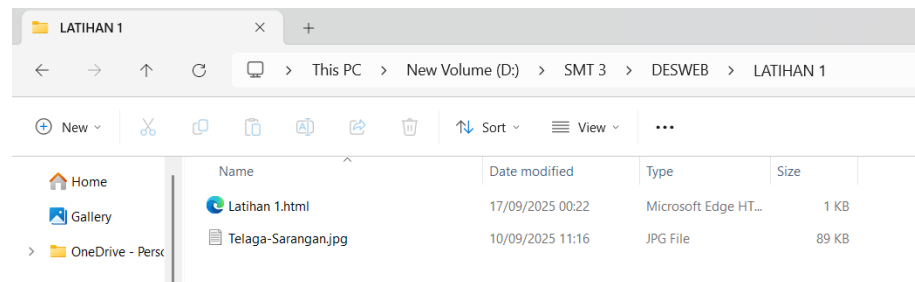 LATIHAN 1
This PC > New Volume (D:) > SMT 3 > DESWEB > LATIHAN 1
New Sort View
Name Date modified Type Size
Home
Gallery
OneDrive - Perso
Latihan 1.html 17/09/2025 00:22 Microsoft Edge HT... 1 KB
Telaga-Sarangan.jpg 10/09/2025 11:16 JPG File 89 KB